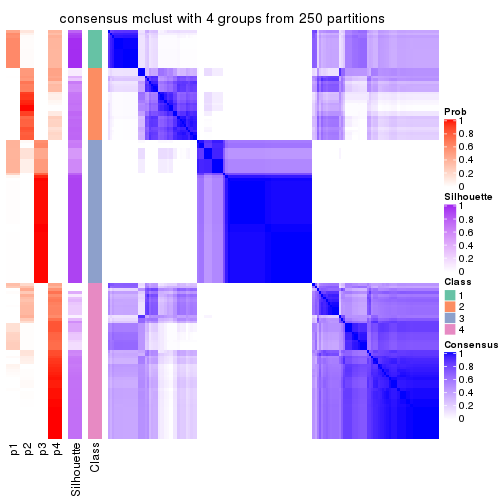 consensus mclust with 4 groups from 250 partitions
Prob
1
0.8
0.6
0.4
0.2
0
Silhouette
1
0.8
0.6
0.4
0.2
0
Class
1
2
3
4
Consensus
1
0.8
0.6
0.4
0.2
0
p1
p2
p3
p4
Silhouette
Class